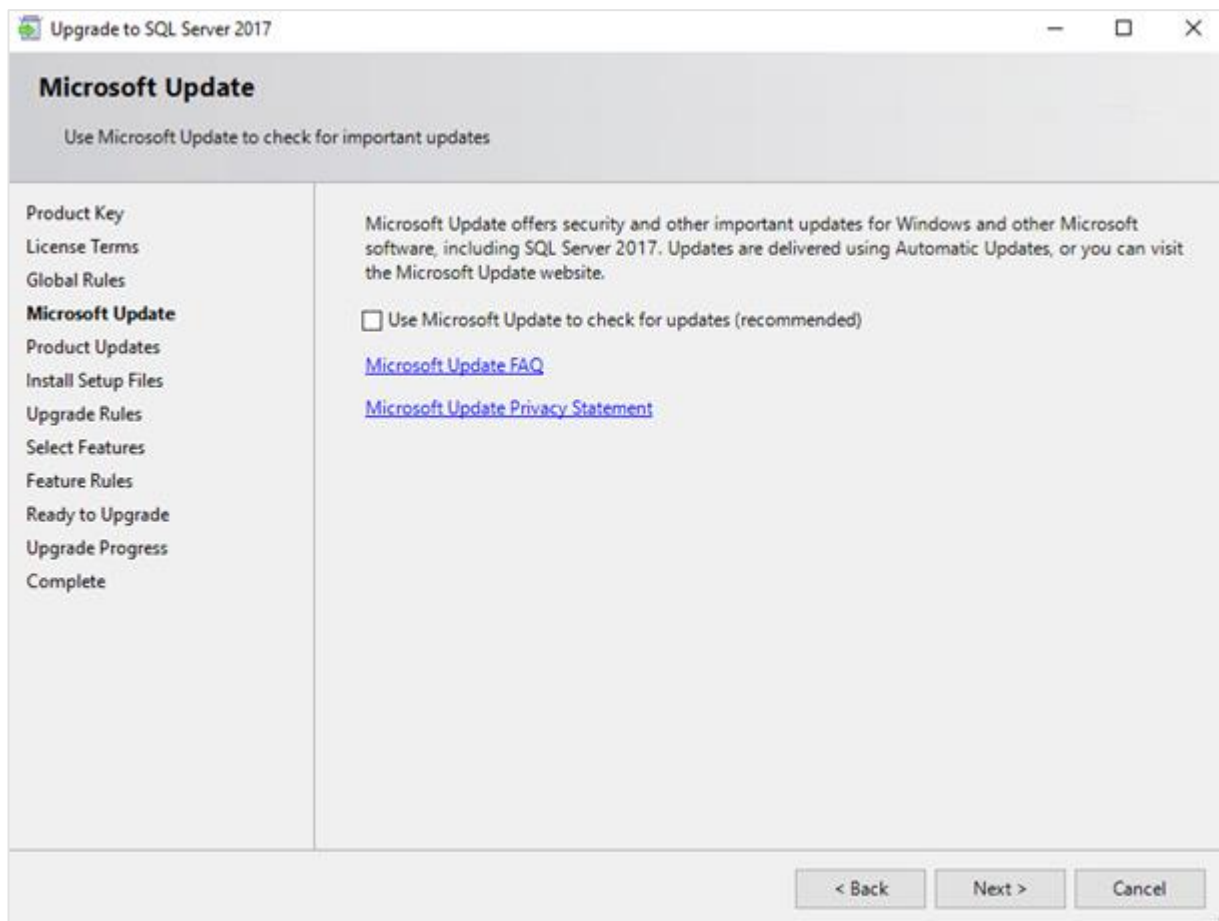 Upgrade to SQL Server 2017
Microsoft Update
Use Microsoft Update to check for important updates
Product Key
License Terms
Global Rules
Microsoft Update
Product Updates
Install Setup Files
Upgrade Rules
Select Features
Feature Rules
Ready to Upgrade
Upgrade Progress
Complete
Microsoft Update offers security and other important updates for Windows and other Microsoft
software, including SQL Server 2017. Updates are delivered using Automatic Updates, or you can visit
the Microsoft Update website.
Use Microsoft Update to check for updates (recommended)
Microsoft Update FAQ
Microsoft Update Privacy Statement
< Back
Next >
Cancel